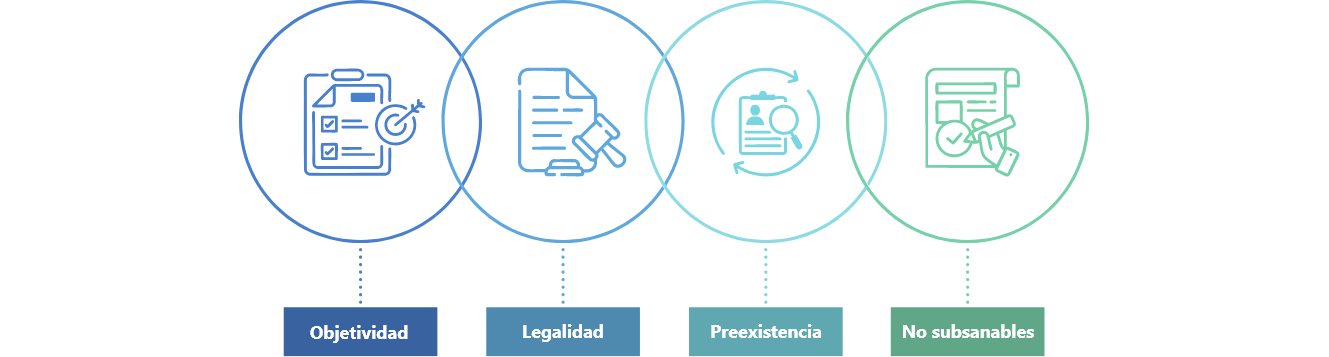 Objetividad
Legalidad
Preexistencia
No subsanables